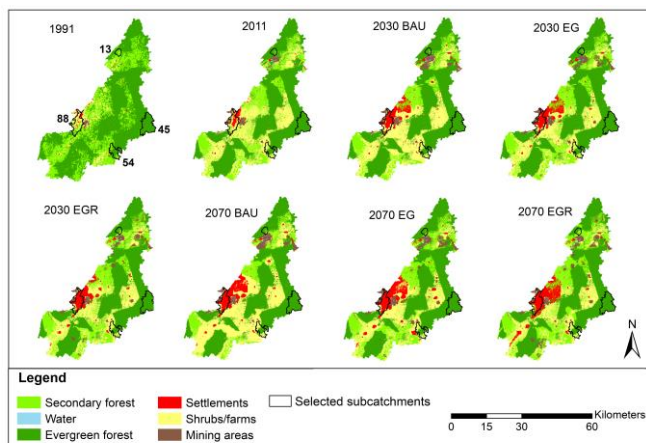 1991
2011
2030 BAU
2030 EG
13
88
45
54
2030 EGR
2070 BAU
2070 EG
2070 EGR
N
Legend
Secondary forest
Settlements
Selected subcatchments
Water
Shrubs/farms
Evergreen forest
Mining areas
Kilometers
0 15 30 60